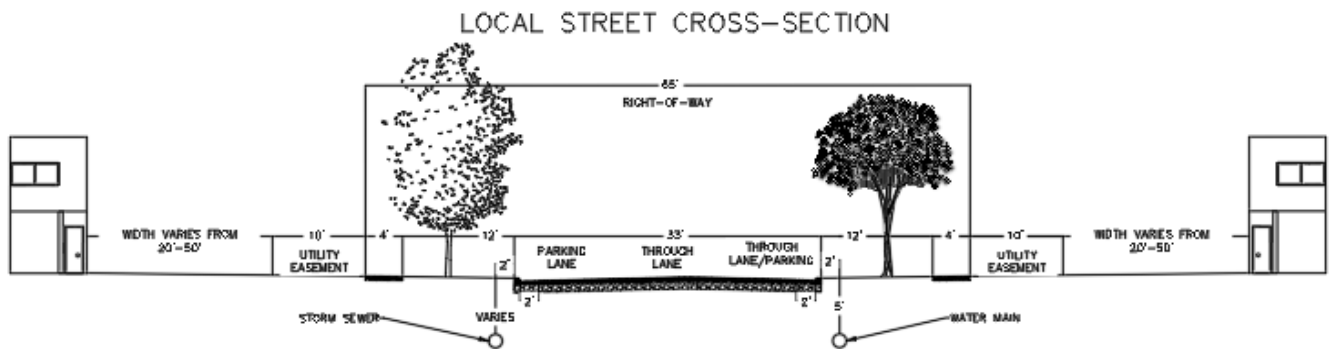 LOCAL STREET CROSS-SECTION
65'
RIGHT-OF-WAY
WIDTH VARIES FROM
20'-50'
10'
UTILITY
EASEMENT
4'
12'
2'
33'
PARKING
LANE
THROUGH
LANE
THROUGH
LANE/PARKING
2'
12'
4'
10'
UTILITY
EASEMENT
WIDTH VARIES FROM
20'-50'
2'
2'
STORM SEWER
VARIES
5'
WATER MAIN